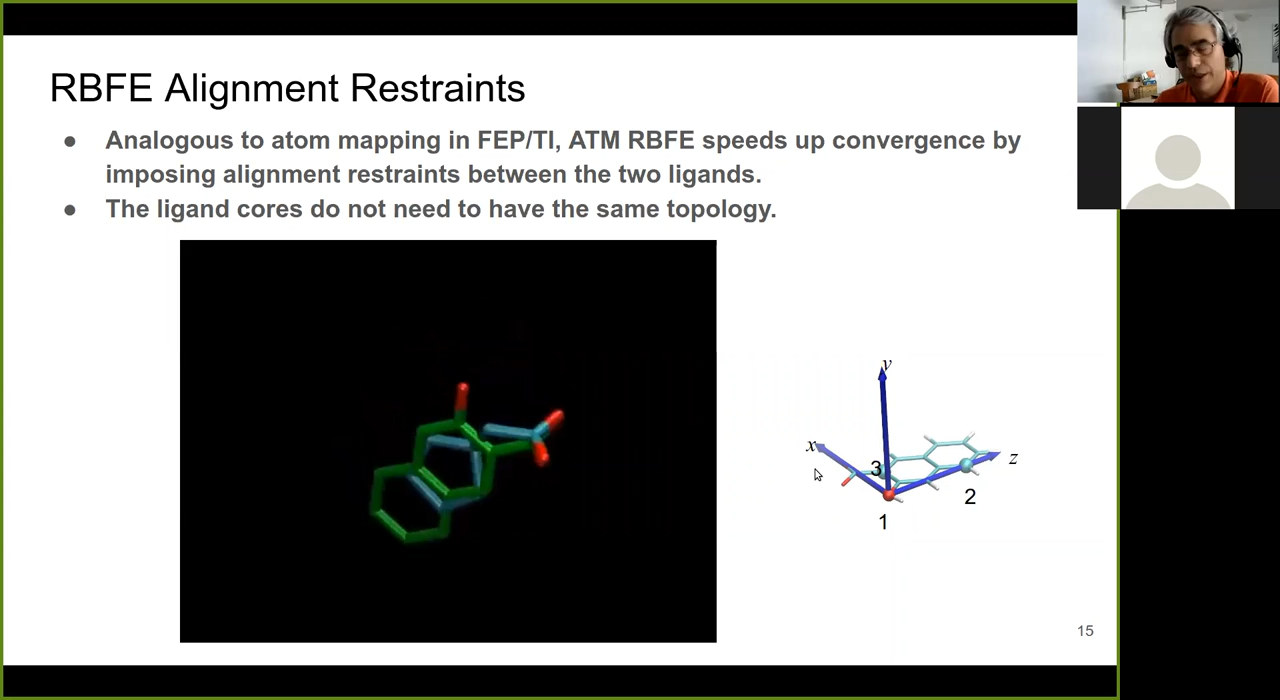 RBFE Alignment Restraints
● Analogous to atom mapping in FEP/TI, ATM RBFE speeds up convergence by
imposing alignment restraints between the two ligands.
● The ligand cores do not need to have the same topology.
y
x
z
3
2
1
15